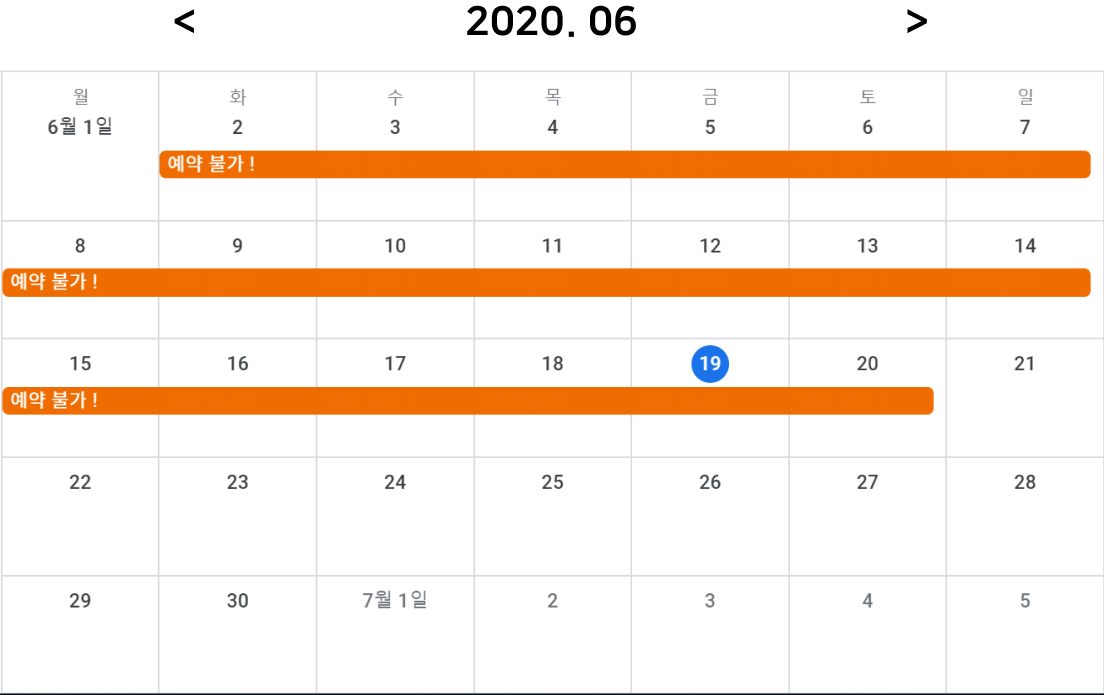 < 2020. 06 >
월 화 수 목 금 토 일
6월 1일 2 3 4 5 6 7
예약 불가 !
8 9 10 11 12 13 14
예약 불가 !
15 16 17 18 19 20 21
예약 불가 !
22 23 24 25 26 27 28
29 30 7월 1일 2 3 4 5